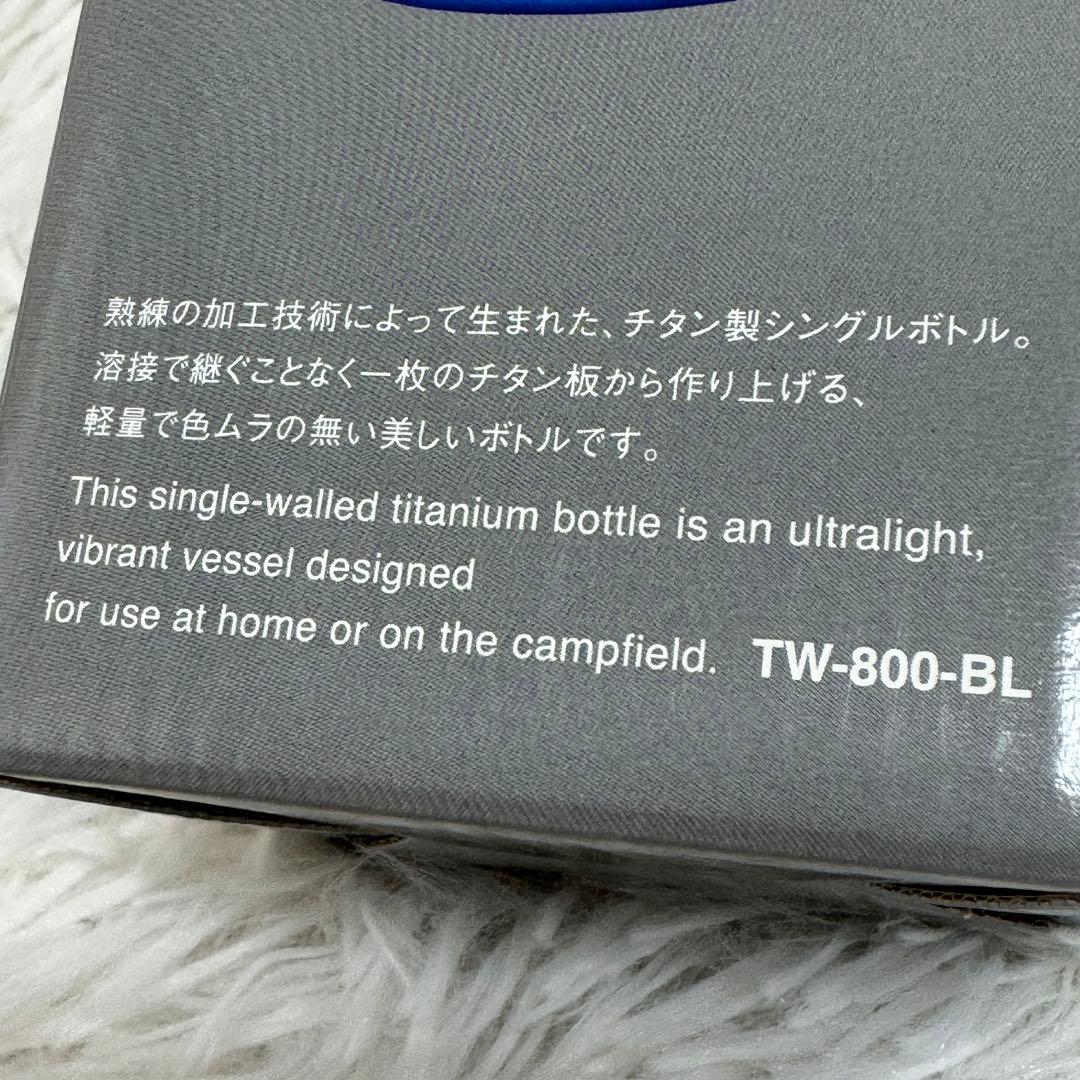 熟練の加工技術によって生まれた、チタン製シングルボトル。
溶接で継ぐことなく一枚のチタン板から作り上げる、
軽量で色ムラの無い美しいボトルです。
This single-walled titanium bottle is an ultralight,
vibrant vessel designed
for use at home or on the campfield. TW-800-BL